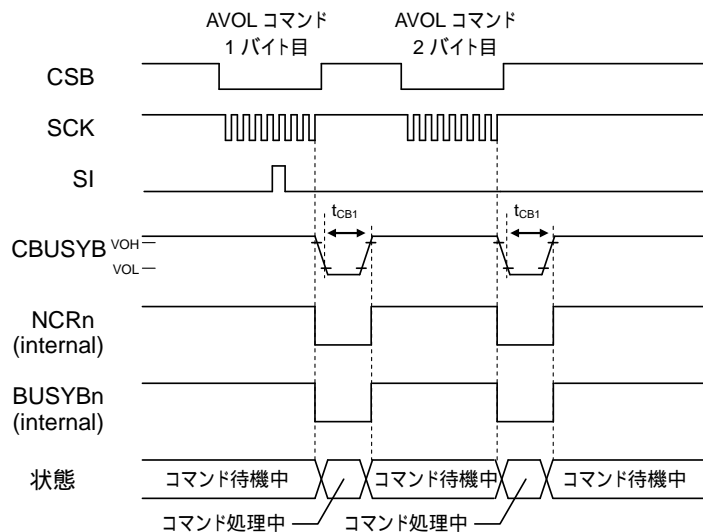 AVOL コマンド
1 バイト目
AVOL コマンド
2 バイト目
CSB
SCK
SI
tCB1
tCB1
CBUSYB
VOH
VOL
NCRn
(internal)
BUSYBn
(internal)
状態
コマンド待機中
コマンド待機中
コマンド待機中
コマンド処理中
コマンド処理中